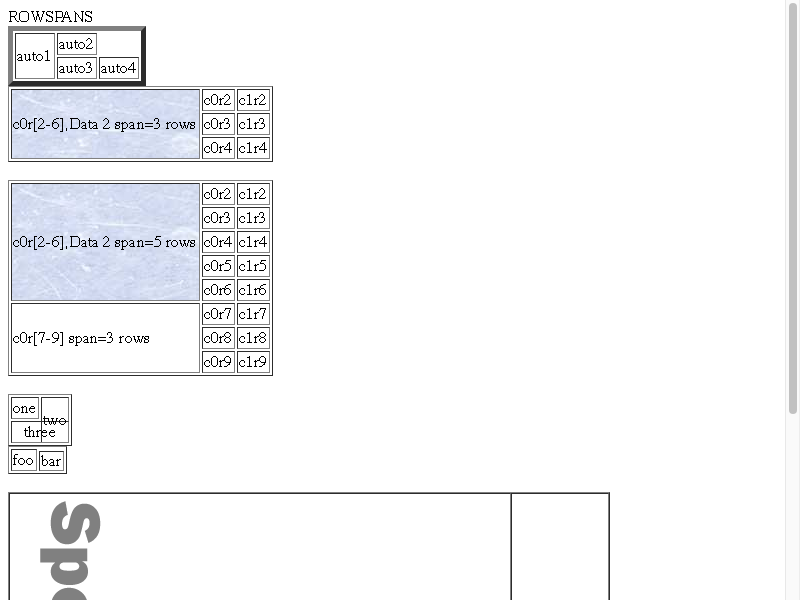 ROWSPANS
auto1 auto2
auto3 auto4
c0r[2-6],Data 2 span=3 rows c0r2 c1r2
c0r3 c1r3
c0r4 c1r4
c0r[2-6],Data 2 span=5 rows c0r2 c1r2
c0r3 c1r3
c0r4 c1r4
c0r5 c1r5
c0r6 c1r6
c0r[7-9] span=3 rows c0r7 c1r7
c0r8 c1r8
c0r9 c1r9
one two
three
foo bar